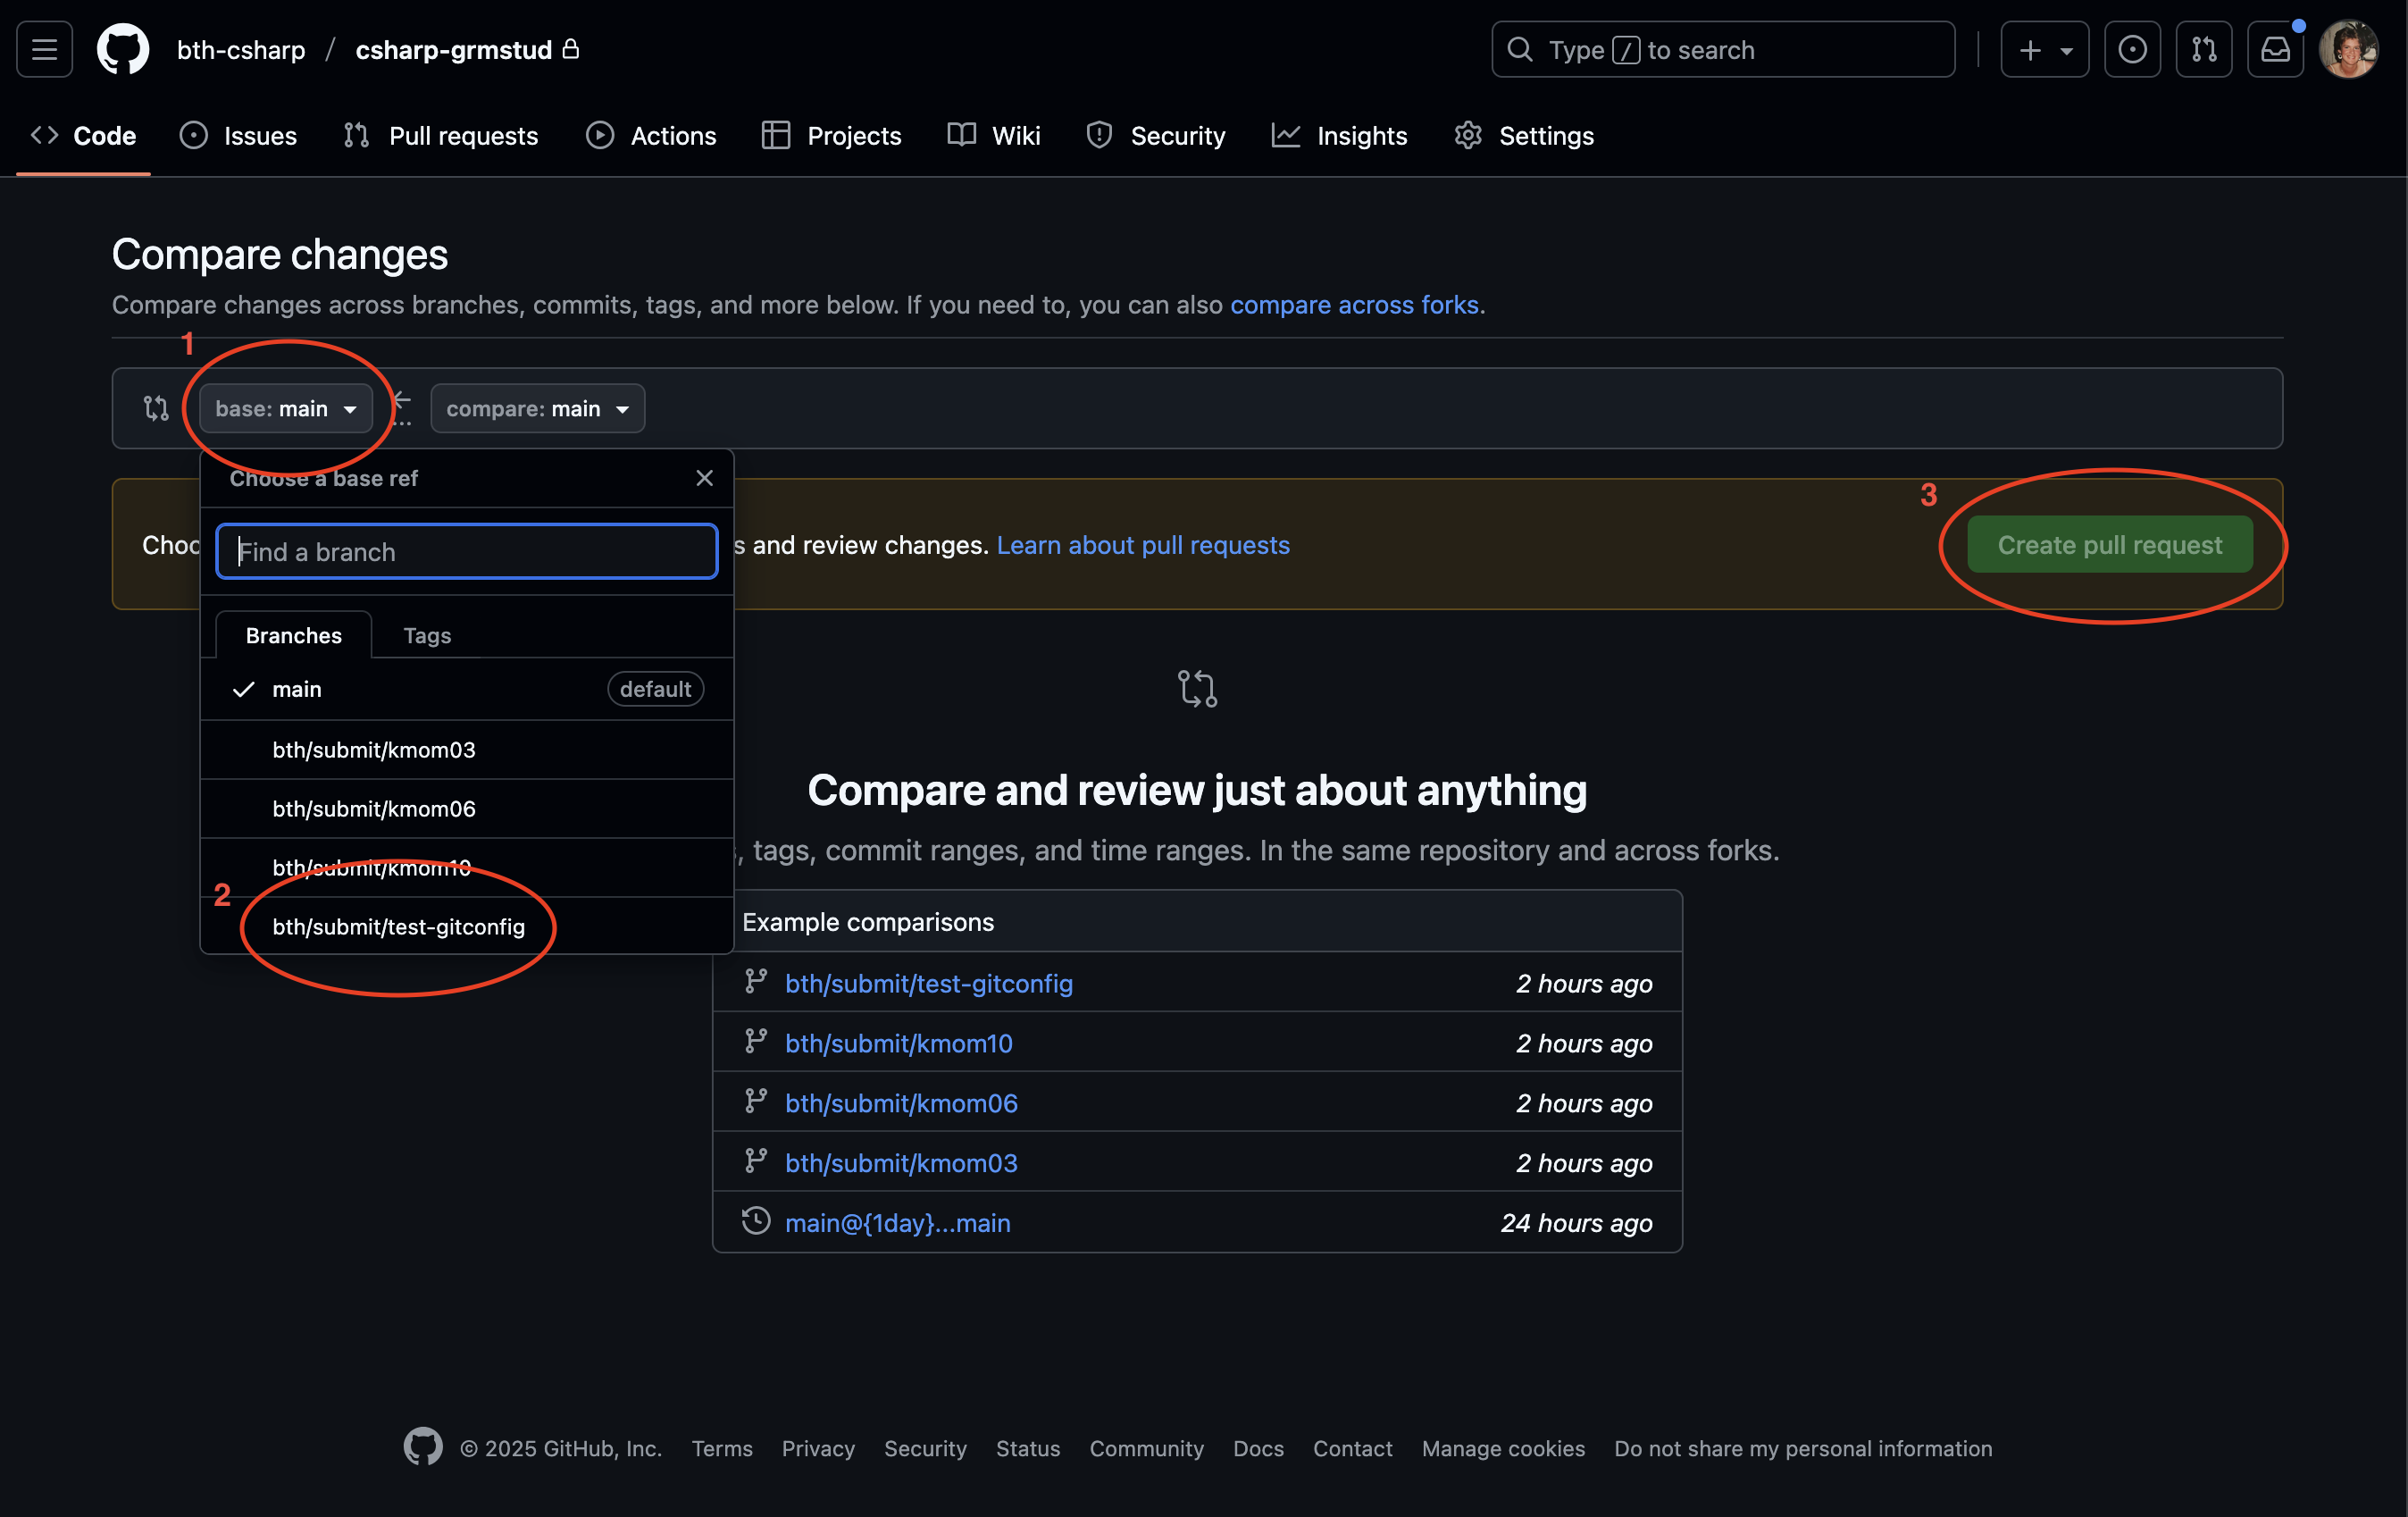 bth-csharp / csharp-grmstud
Type / to search
Code Issues Pull requests Actions Projects Wiki Security Insights Settings
Compare changes
Compare changes across branches, commits, tags, and more below. If you need to, you can also compare across forks.
1
base: main compare: main
Choose a base ref
3
Find a branch
s and review changes. Learn about pull requests
Create pull request
Branches Tags
main default
bth/submit/kmom03
bth/submit/kmom06
bth/submit/kmom10
2
bth/submit/test-gitconfig
Compare and review just about anything
, tags, commit ranges, and time ranges. In the same repository and across forks.
Example comparisons
bth/submit/test-gitconfig 2 hours ago
bth/submit/kmom10 2 hours ago
bth/submit/kmom06 2 hours ago
bth/submit/kmom03 2 hours ago
main@{1day}...main 24 hours ago
© 2025 GitHub, Inc. Terms Privacy Security Status Community Docs Contact Manage cookies Do not share my personal information